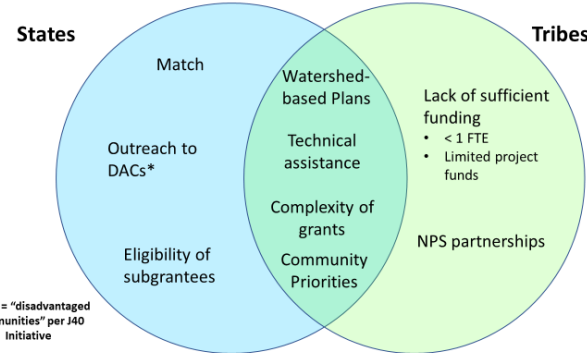 States
Tribes
Match
Outreach to
DACs*
Eligibility of
subgrantees
Watershed-
based Plans
Technical
assistance
Complexity of
grants
Community
Priorities
Lack of sufficient
funding
• < 1 FTE
• Limited project
funds
NPS partnerships
= "disadvantaged
per J40
Initiative